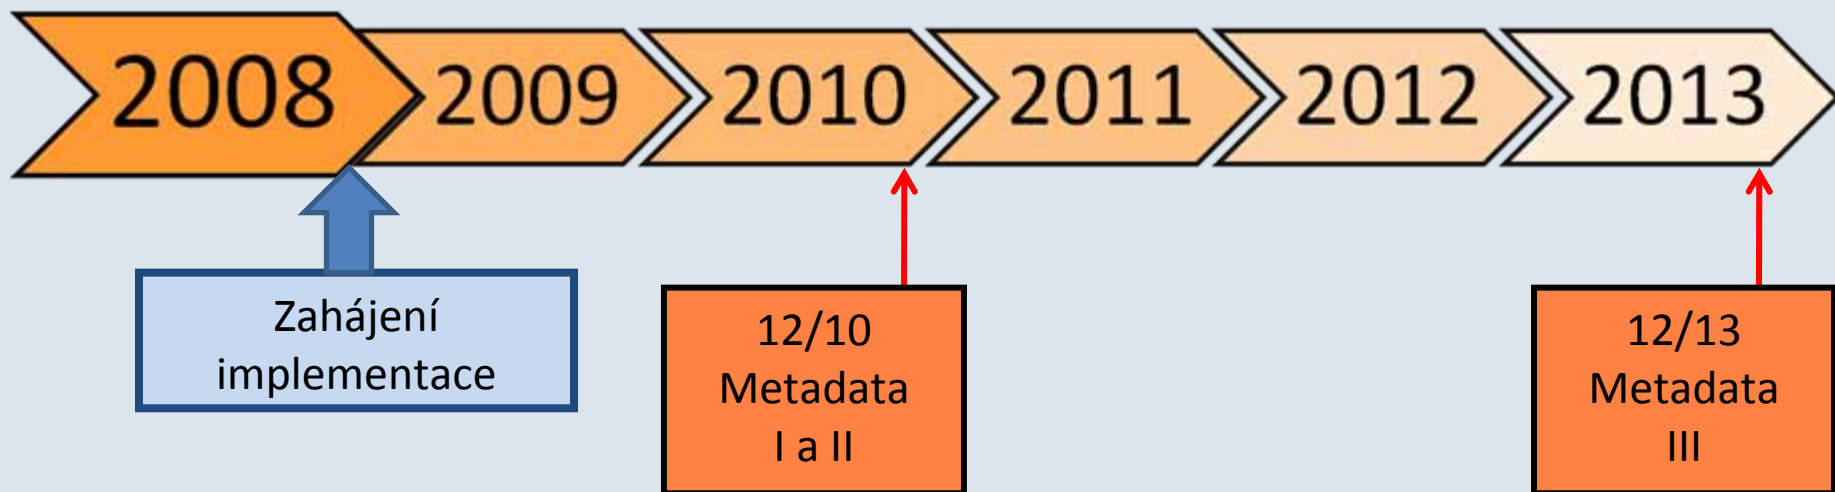 2008 2009 2010 2011 2012 2013
Zahájení
implementace
12/10
Metadata
I a II
12/13
Metadata
III